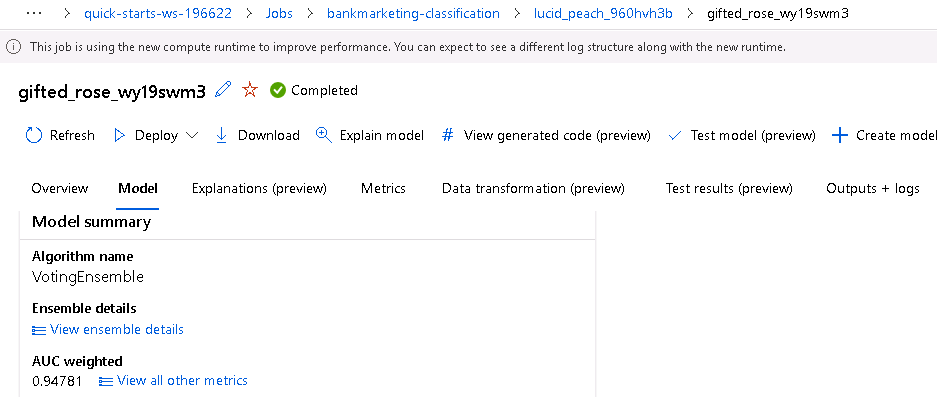 ··· > quick-starts-ws-196622 > Jobs > bankmarketing-classification > lucid_peach_960hvh3b > gifted_rose_wy19swm3
This job is using the new compute runtime to improve performance. You can expect to see a different log structure along with the new runtime.
gifted_rose_wy19swm3 Completed
Refresh Deploy Download Explain model # View generated code (preview) Test model (preview) Create model
Overview Model Explanations (preview) Metrics Data transformation (preview) Test results (preview) Outputs + logs
Model summary
Algorithm name
VotingEnsemble
Ensemble details
View ensemble details
AUC weighted
0.94781 View all other metrics